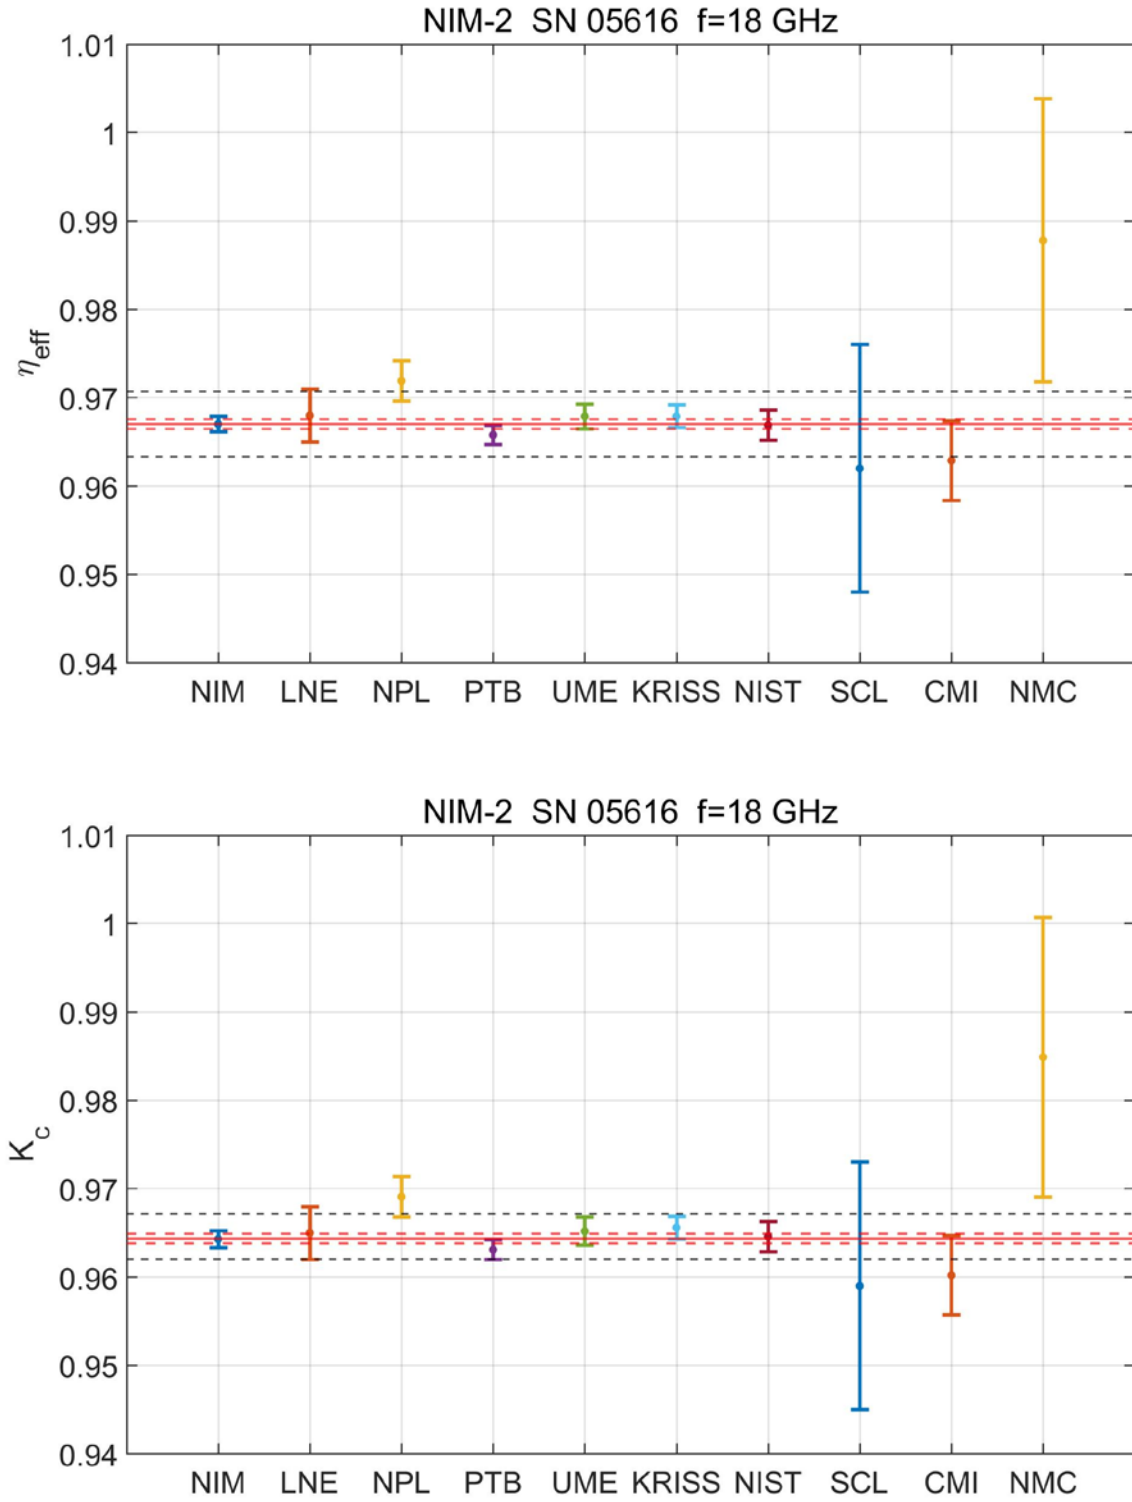 NIM-2 SN 05616 f=18 GHz
1.01
1
0.99
0.98
0.97
0.96
0.95
0.94
ηeff
NIM LNE NPL PTB UME KRISS NIST SCL CMI NMC
NIM-2 SN 05616 f=18 GHz
1.01
1
0.99
0.98
0.97
0.96
0.95
0.94
Kc
NIM LNE NPL PTB UME KRISS NIST SCL CMI NMC